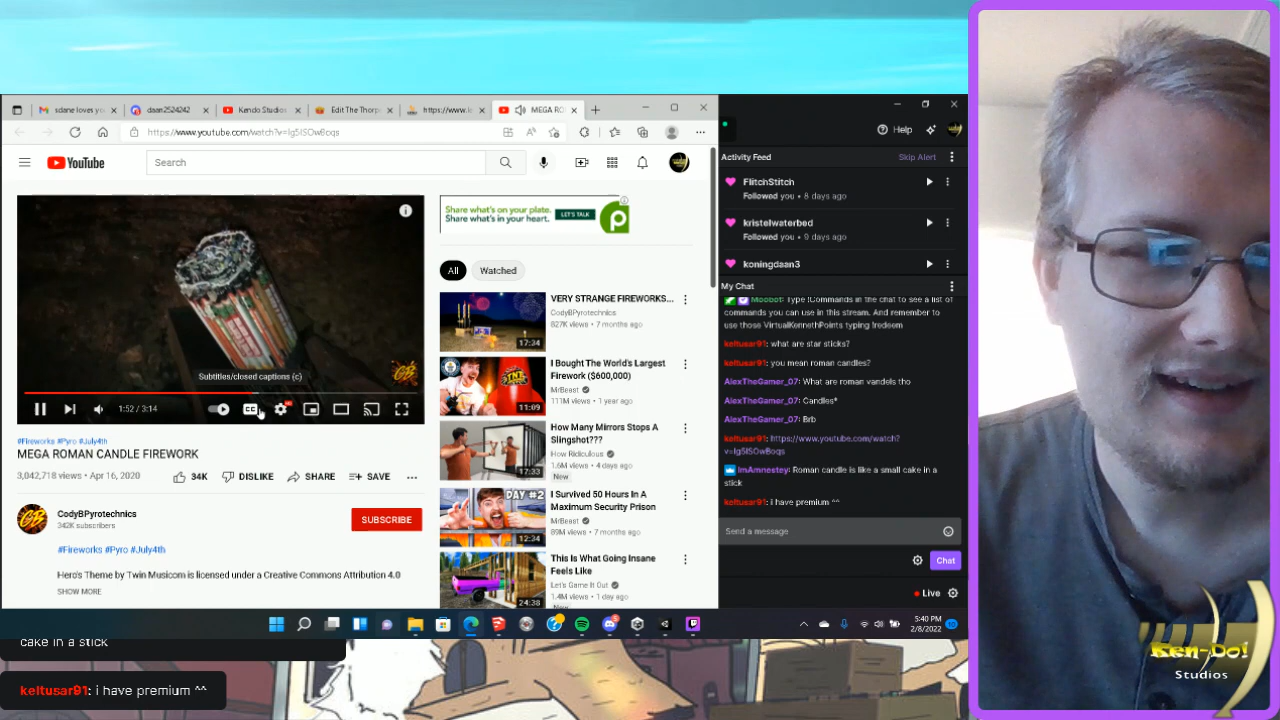 sdane loves yo
daan2524242
Kendo Studios
Edit The Thorp
https://www.l
MEGA RO
https://www.youtube.com/watch?v=Ig5ISOwBoqs
YouTube
Search
Subtitles/closed captions (c)
1:52 / 3:14
#Fireworks #Pyro #July4th
MEGA ROMAN CANDLE FIREWORK
3,042,718 views • Apr 16, 2020
34K
DISLIKE
SHARE
SAVE
CodyBPyrotechnics
342K subscribers
SUBSCRIBE
#Fireworks #Pyro #July4th
Hero's Theme by Twin Musicom is licensed under a Creative Commons Attribution 4.0
SHOW MORE
Share what's on your plate.
Share what's in your heart.
LET'S TALK
All
Watched
VERY STRANGE FIREWORKS...
CodyBPyrotechnics
627K views • 7 months ago
17:34
I Bought The World's Largest
Firework ($600,000)
MrBeast
111M views • 1 year ago
11:09
How Many Mirrors Stops A
Slingshot???
How Ridiculous
1.6M views • 4 days ago
New
17:33
DAY #2
I Survived 50 Hours In A
Maximum Security Prison
MrBeast
89M views • 7 months ago
12:34
This Is What Going Insane
Feels Like
Let's Game It Out
1.4M views • 1 day ago
New
24:38
Help
Activity Feed
Skip Alert
FlitchStitch
Followed you • 8 days ago
kristelwaterbed
Followed you • 9 days ago
koningdaan3
My Chat
Moobot: Type !Commands in the chat to see a list of
commands you can use in this stream. And remember to
use those VirtualKennethPoints typing !redeem
keltusar91: what are star sticks?
keltusar91: you mean roman candles?
AlexTheGamer_07: What are roman vandels tho
AlexTheGamer_07: Candles*
AlexTheGamer_07: Brb
keltusar91: https://www.youtube.com/watch?
v=Ig5ISOwBoqs
ImAmnestey: Roman candle is like a small cake in a
stick
keltusar91: i have premium ^^
Send a message
Chat
Live
5:40 PM
2/8/2022
cake in a stick
keltusar91: i have premium ^^
Ken-Do!
Studios